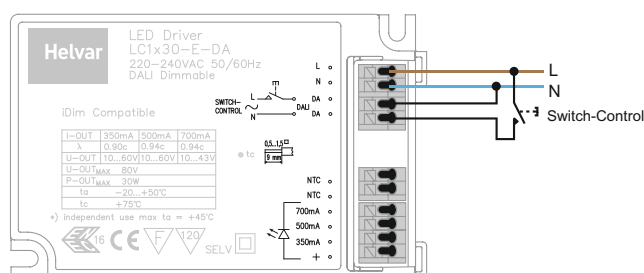 Helvar
LED Driver
LC1x30-E-DA
220-240VAC 50/60Hz
DALI Dimmable
iDim Compatible
I-OUT 350mA 500mA 700mA
λ 0.90c 0.94c 0.94c
U-OUT 10...60V 10...60V 10...43V
U-OUTMAX 80V
P-OUTMAX 30W
ta -20...+50°C
tc +75°C
*) independent use max ta = +45°C
16 CE F 120 SELV
SWITCH-
CONTROL
L
N
DALI
tc
0,5...1,5
9 mm
L
N
DA
DA
NTC
NTC
700mA
500mA
350mA
+
L
N
Switch-Control